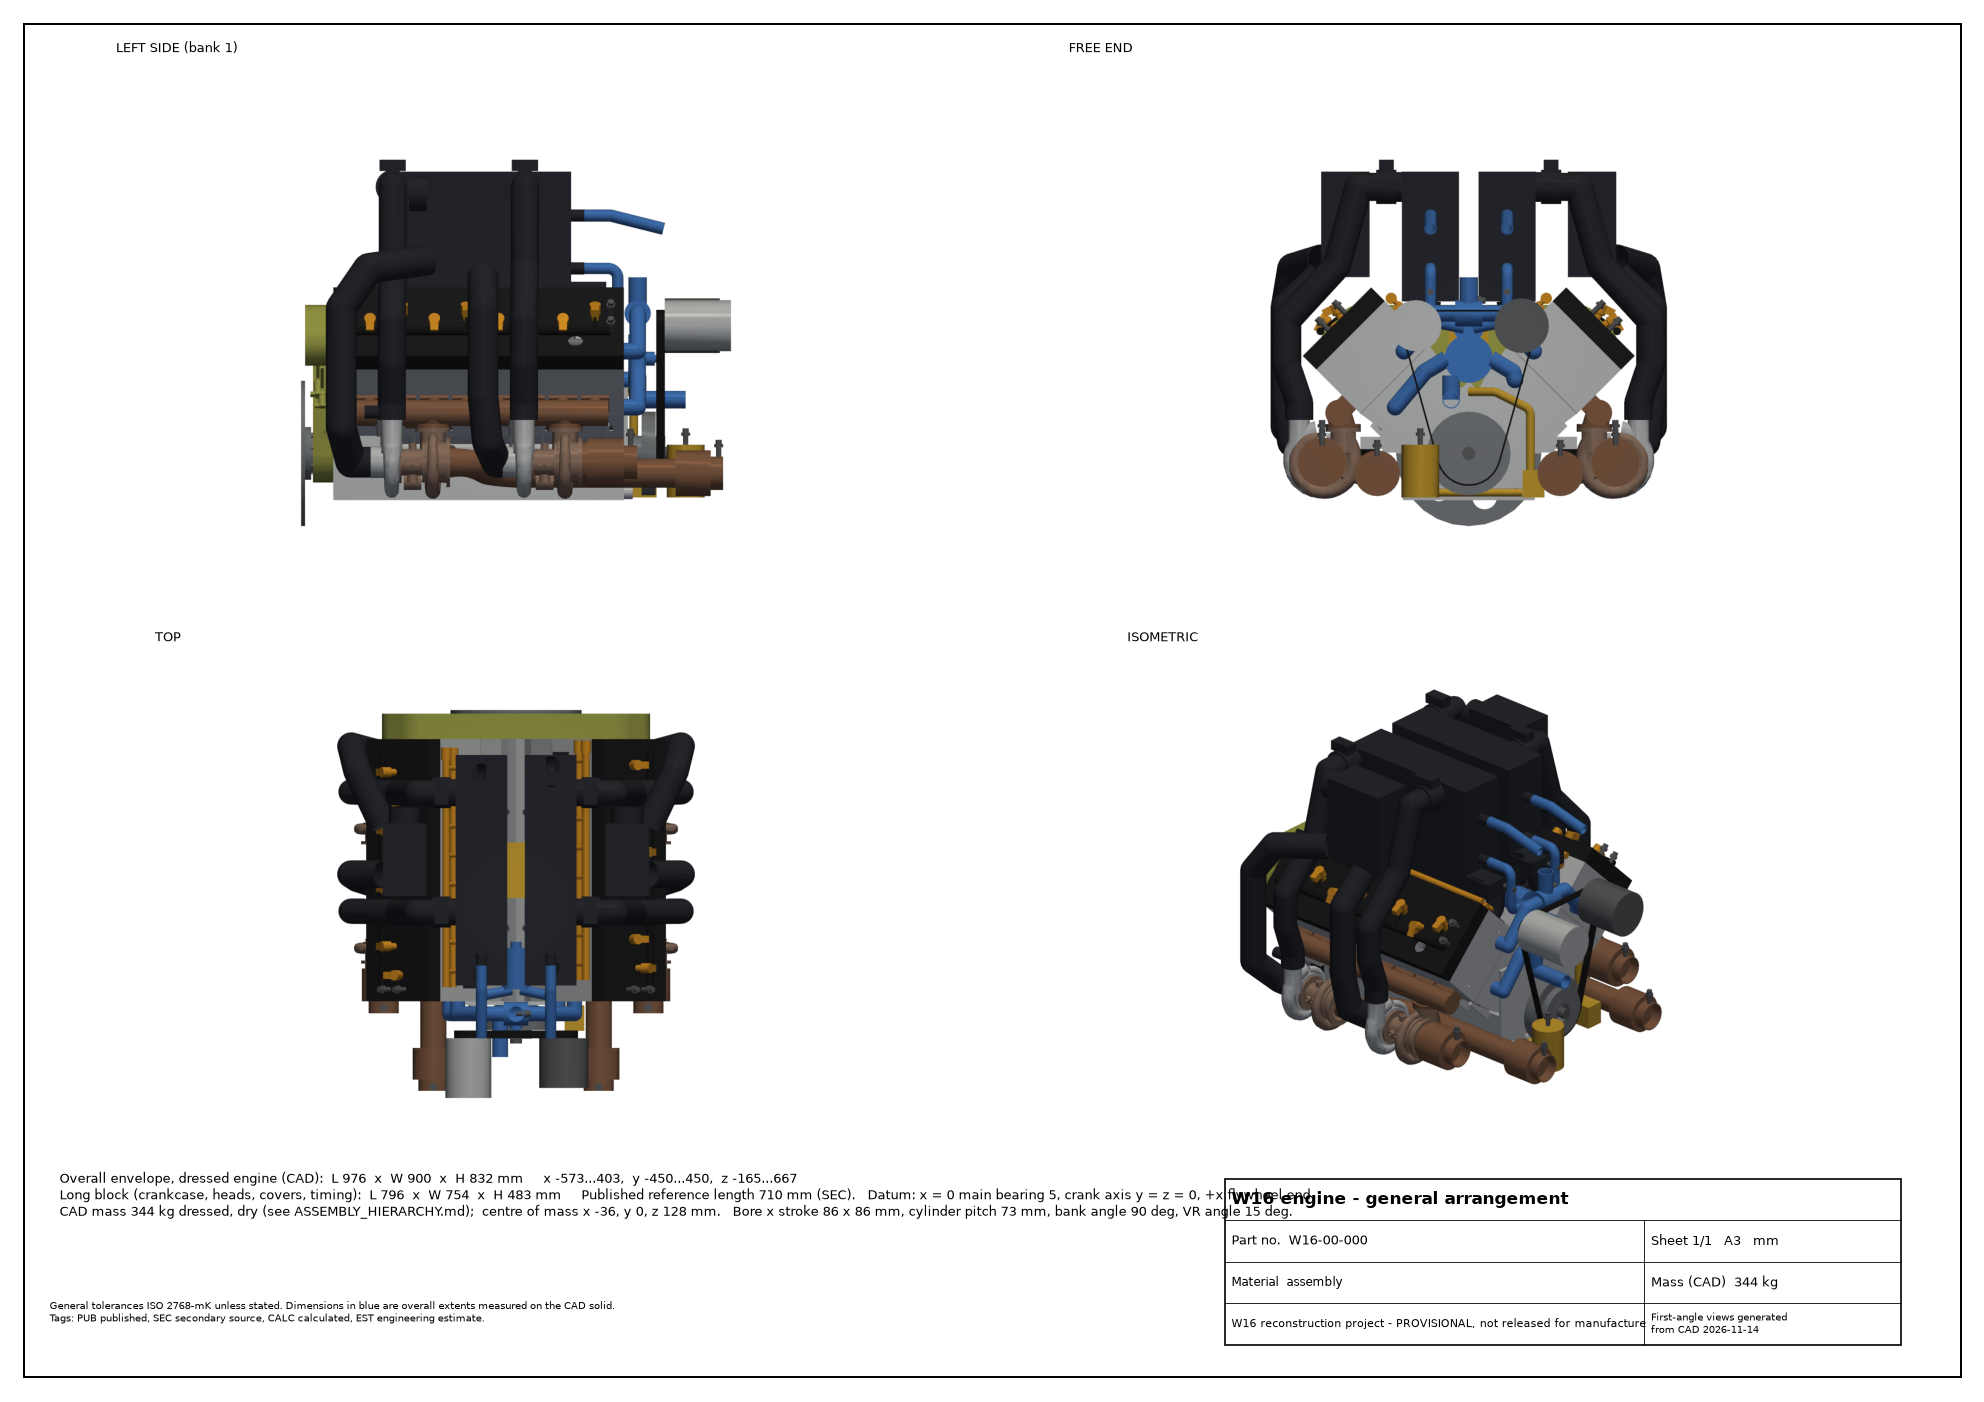 LEFT SIDE (bank 1)
FREE END
TOP
ISOMETRIC
Overall envelope, dressed engine (CAD):  L 976  x  W 900  x  H 832 mm     x -573...403,  y -450...450,  z -165...667
Long block (crankcase, heads, covers, timing):  L 796  x  W 754  x  H 483 mm     Published reference length 710 mm (SEC).   Datum: x = 0 main bearing 5, crank axis y = z = 0, +x flywheel end.
CAD mass 344 kg dressed, dry (see ASSEMBLY_HIERARCHY.md);  centre of mass x -36, y 0, z 128 mm.   Bore x stroke 86 x 86 mm, cylinder pitch 73 mm, bank angle 90 deg, VR angle 15 deg.
W16 engine - general arrangement
Part no.  W16-00-000
Sheet 1/1   A3   mm
Material  assembly
Mass (CAD)  344 kg
W16 reconstruction project - PROVISIONAL, not released for manufacture
First-angle views generated
from CAD 2026-11-14
General tolerances ISO 2768-mK unless stated. Dimensions in blue are overall extents measured on the CAD solid.
Tags: PUB published, SEC secondary source, CALC calculated, EST engineering estimate.